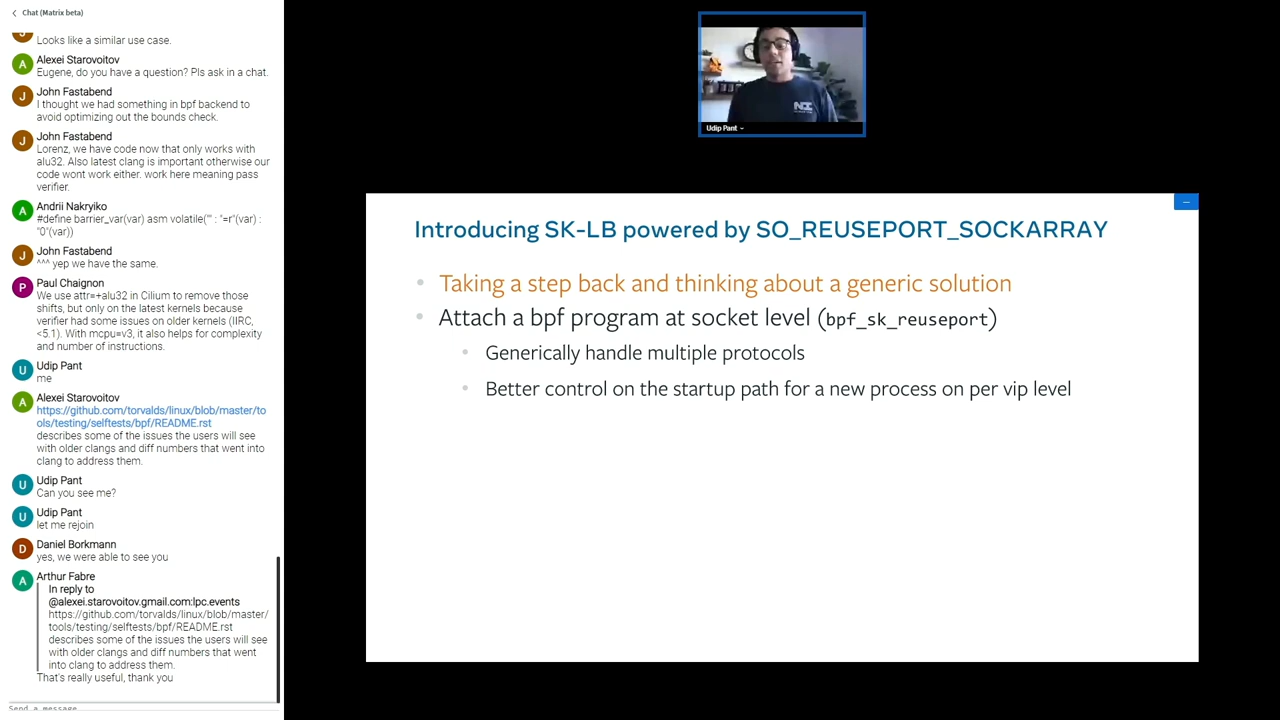 Chat (Matrix beta)
Looks like a similar use case.
A
Alexei Starovoitov
Eugene, do you have a question? Pls ask in a chat.
J
John Fastabend
I thought we had something in bpf backend to
avoid optimizing out the bounds check.
J
John Fastabend
Lorenz, we have code now that only works with
alu32. Also latest clang is important otherwise our
code wont work either. work here meaning pass
verifier.
A
Andrii Nakryiko
#define barrier_var(var) asm volatile("" : "=r"(var) :
"0"(var))
J
John Fastabend
^^^ yep we have the same.
P
Paul Chaignon
We use attr=+alu32 in Cilium to remove those
shifts, but only on the latest kernels because
verifier had some issues on older kernels (IIRC,
<5.1). With mcpu=v3, it also helps for complexity
and number of instructions.
U
Udip Pant
me
A
Alexei Starovoitov
https://github.com/torvalds/linux/blob/master/to
ols/testing/selftests/bpf/README.rst
describes some of the issues the users will see
with older clangs and diff numbers that went into
clang to address them.
U
Udip Pant
Can you see me?
U
Udip Pant
let me rejoin
D
Daniel Borkmann
yes, we were able to see you
A
Arthur Fabre
In reply to
@alexei.starovoitov.gmail.com:lpc.events
https://github.com/torvalds/linux/blob/master/
tools/testing/selftests/bpf/README.rst
describes some of the issues the users will see
with older clangs and diff numbers that went
into clang to address them.
That's really useful, thank you
Send a message
Udip Pant
Introducing SK-LB powered by SO_REUSEPORT_SOCKARRAY
• Taking a step back and thinking about a generic solution
• Attach a bpf program at socket level (bpf_sk_reuseport)
• Generically handle multiple protocols
• Better control on the startup path for a new process on per vip level